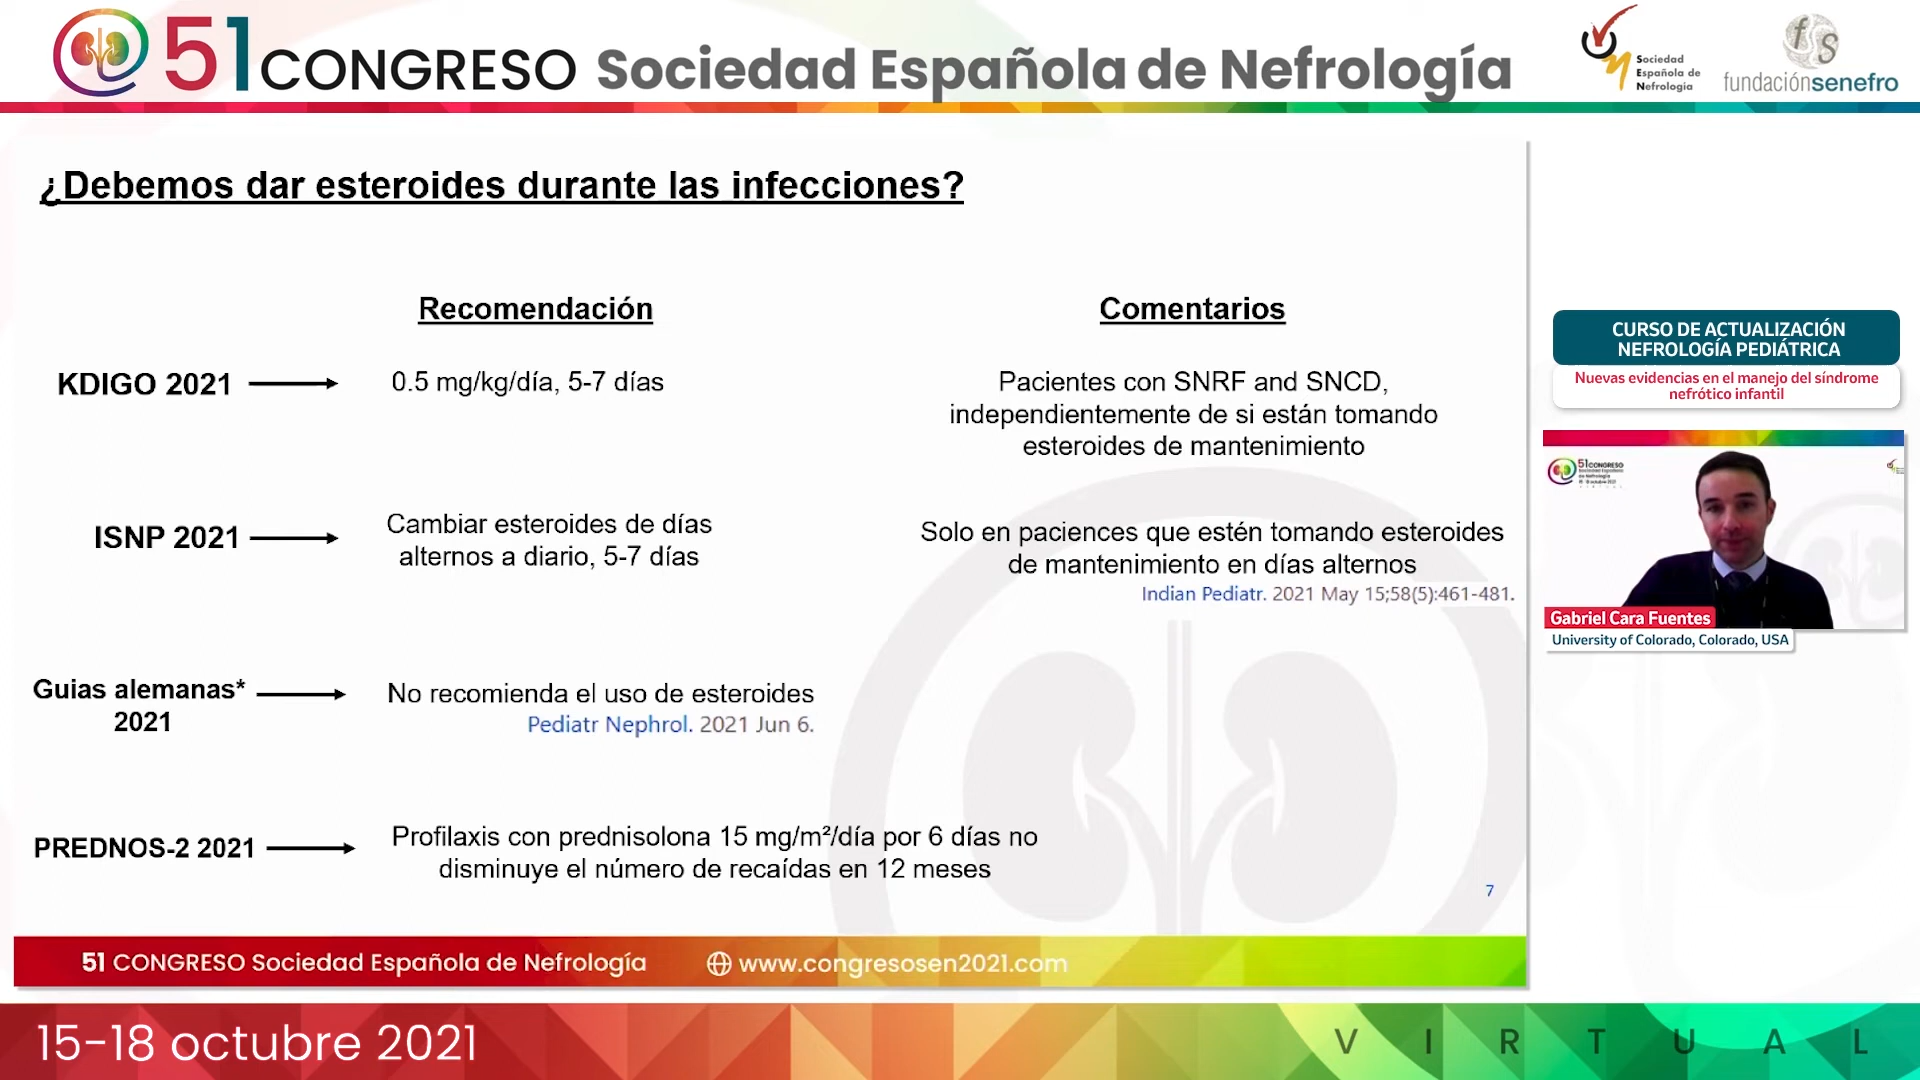 51 CONGRESO Sociedad Española de Nefrología
Sociedad
Española de
Nefrología
fs
fundaciónsenefro
¿Debemos dar esteroides durante las infecciones?
Recomendación
Comentarios
KDIGO 2021
0.5 mg/kg/día, 5-7 días
Pacientes con SNRF and SNCD,
independientemente de si están tomando
esteroides de mantenimiento
ISNP 2021
Cambiar esteroides de días
alternos a diario, 5-7 días
Solo en paciences que estén tomando esteroides
de mantenimiento en días alternos
Indian Pediatr. 2021 May 15;58(5):461-481.
Guias alemanas*
2021
No recomienda el uso de esteroides
Pediatr Nephrol. 2021 Jun 6.
PREDNOS-2 2021
Profilaxis con prednisolona 15 mg/m²/día por 6 días no
disminuye el número de recaídas en 12 meses
7
51 CONGRESO Sociedad Española de Nefrología
www.congresosen2021.com
CURSO DE ACTUALIZACIÓN
NEFROLOGÍA PEDIÁTRICA
Nuevas evidencias en el manejo del síndrome
nefrótico infantil
51CONGRESO
Gabriel Cara Fuentes
University of Colorado, Colorado, USA
15-18 octubre 2021
VIRTUAL